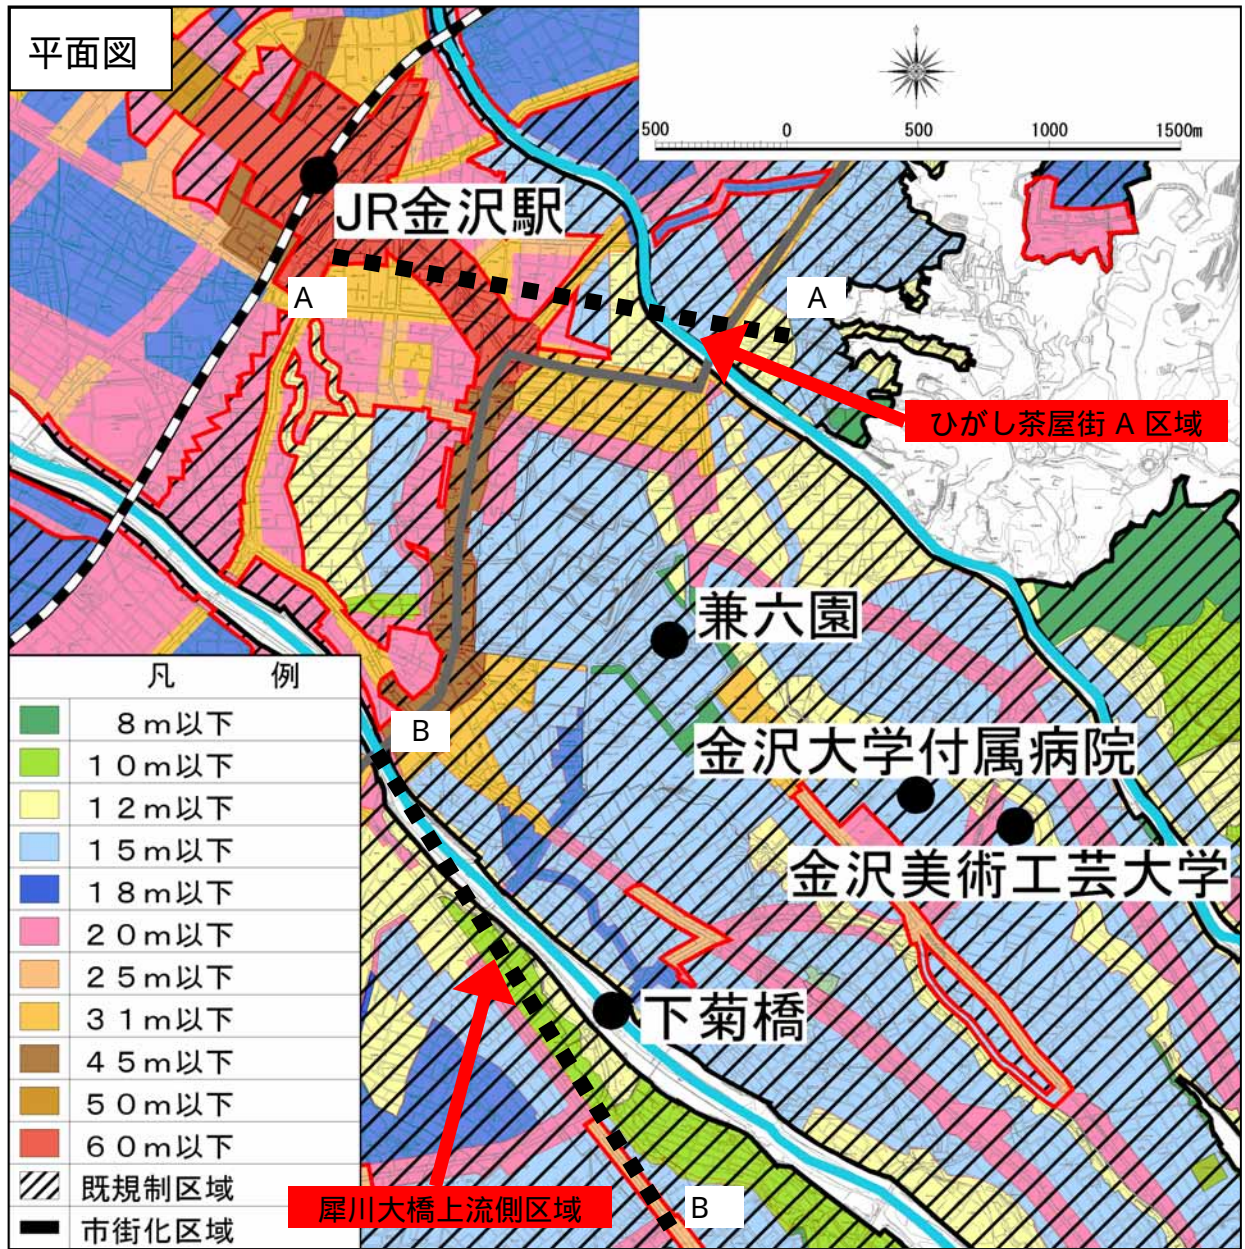 平面図
500 0 500 1000 1500m
JR金沢駅
A
A
ひがし茶屋街 A 区域
兼六園
B
金沢大学付属病院
金沢美術工芸大学
下菊橋
凡 例
8m以下
10m以下
12m以下
15m以下
18m以下
20m以下
25m以下
31m以下
45m以下
50m以下
60m以下
既規制区域
市街化区域
犀川大橋上流側区域
B